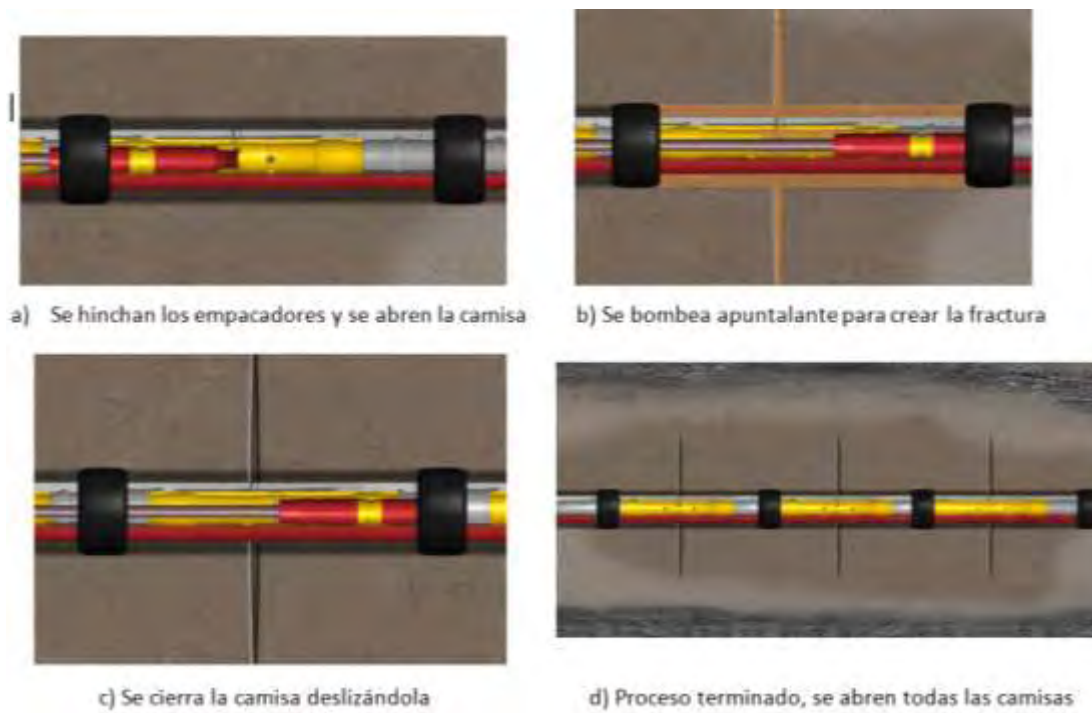 a) Se hinchan los empacadores y se abren la camisa
b) Se bombea apuntalante para crear la fractura
c) Se cierra la camisa deslizándola
d) Proceso terminado, se abren todas las camisas